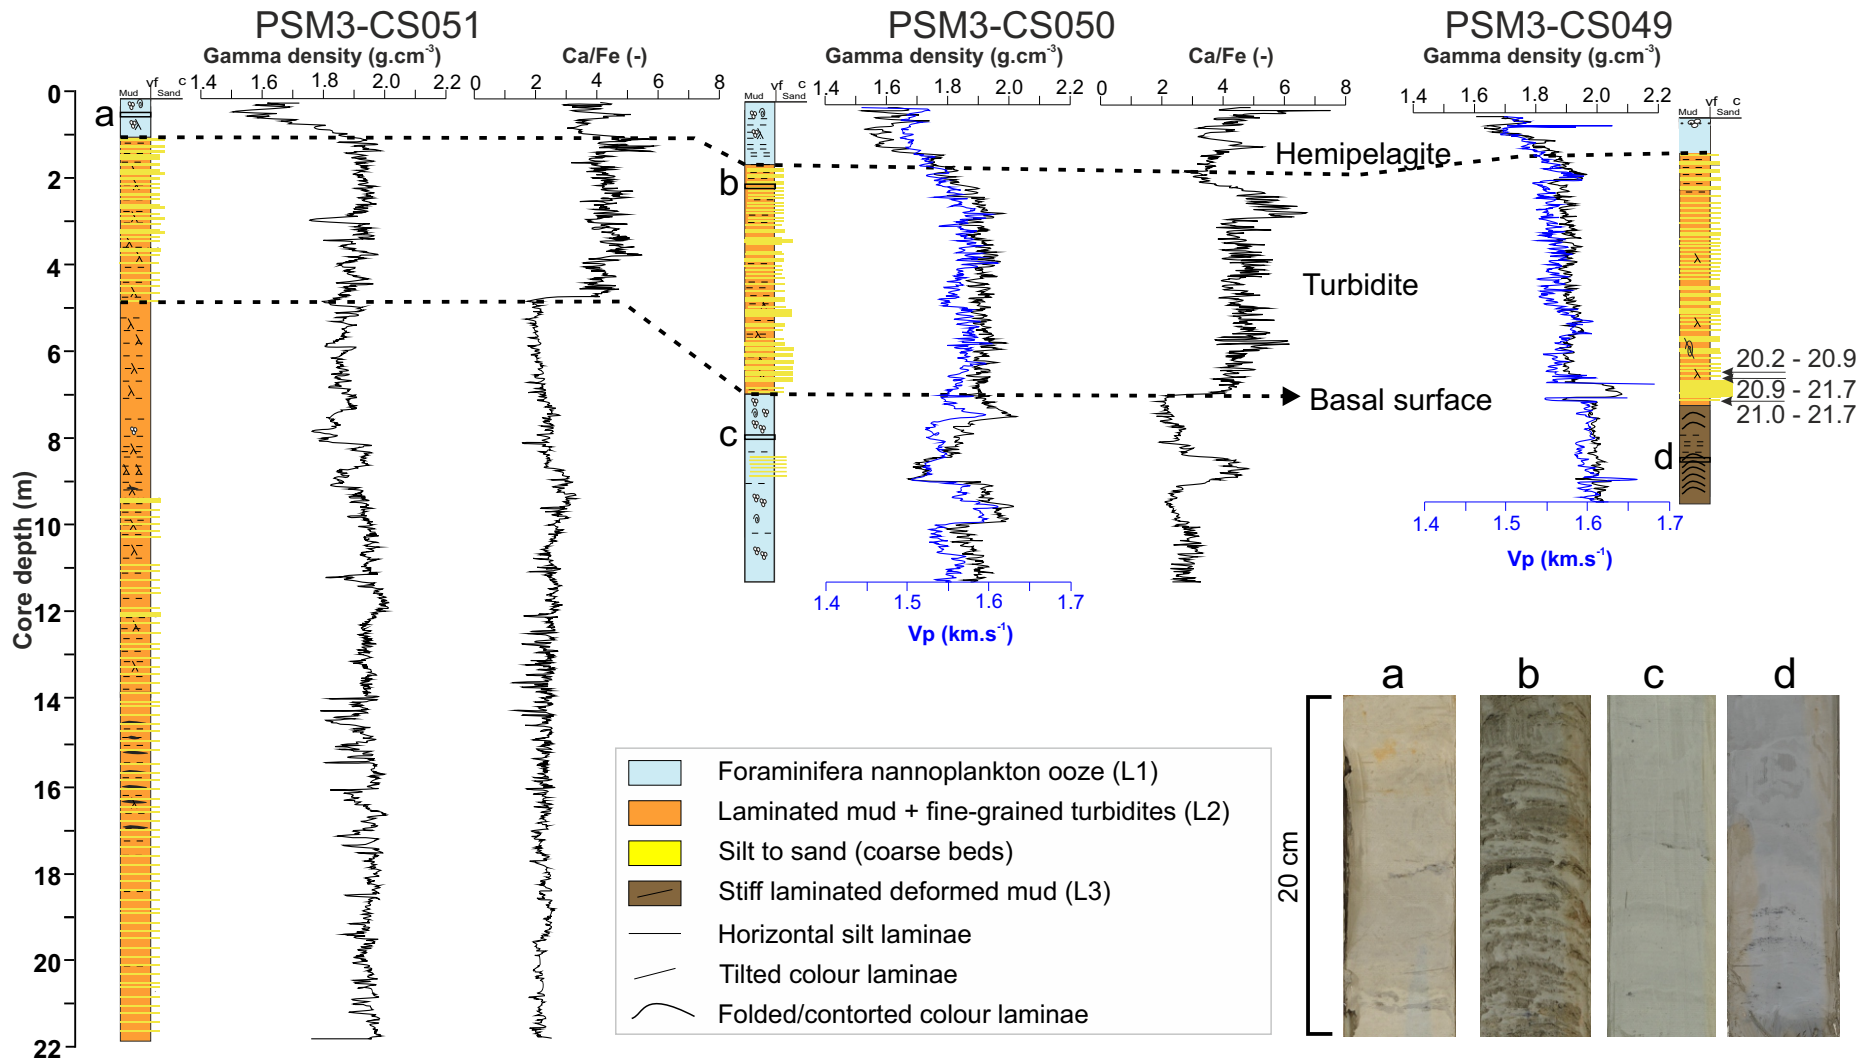 PSM3-CS051
PSM3-CS050
PSM3-CS049
Gamma density (g.cm-3)
Ca/Fe (-)
Gamma density (g.cm-3)
Ca/Fe (-)
Gamma density (g.cm-3)
Mud vf Sand c
1.4 1.6 1.8 2.0 2.2
0 2 4 6 8
Mud vf Sand c
1.4 1.6 1.8 2.0 2.2
0 2 4 6 8
1.4 1.6 1.8 2.0 2.2
Mud vf Sand c
Core depth (m)
0
2
4
6
8
10
12
14
16
18
20
22
a
b
c
d
Hemipelagite
Turbidite
Basal surface
20.2 - 20.9
20.9 - 21.7
21.0 - 21.7
1.4 1.5 1.6 1.7
Vp (km.s-1)
1.4 1.5 1.6 1.7
Vp (km.s-1)
Foraminifera nannoplankton ooze (L1)
Laminated mud + fine-grained turbidites (L2)
Silt to sand (coarse beds)
Stiff laminated deformed mud (L3)
Horizontal silt laminae
Tilted colour laminae
Folded/contorted colour laminae
a b c d
20 cm